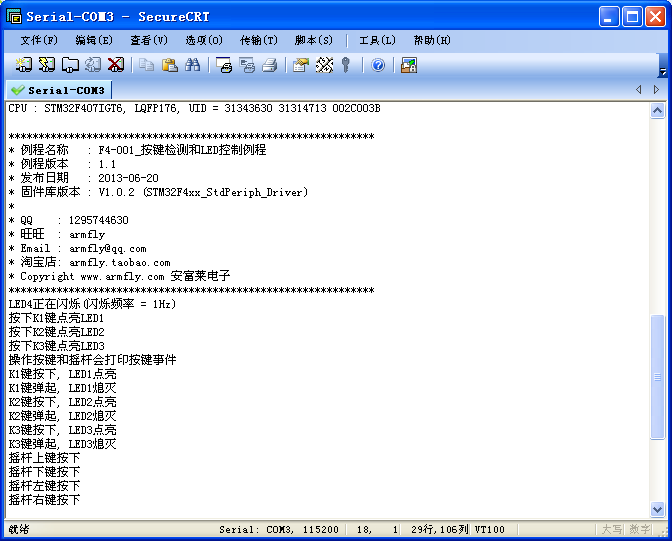 Serial-COM3 - SecureCRT
文件(F) 编辑(E) 查看(V) 选项(O) 传输(T) 脚本(S) 工具(L) 帮助(H)
Serial-COM3
CPU : STM32F407IGT6, LQFP176, UID = 31343630 31314713 002C003B
*************************************************************
* 例程名称   : F4-001_按键检测和LED控制例程
* 例程版本   : 1.1
* 发布日期   : 2013-06-20
* 固件库版本 : V1.0.2 (STM32F4xx_StdPeriph_Driver)
*
* QQ    : 1295744630
* 旺旺  : armfly
* Email : armfly@qq.com
* 淘宝店: armfly.taobao.com
* Copyright www.armfly.com 安富莱电子
*************************************************************
LED4正在闪烁(闪烁频率 = 1Hz)
按下K1键点亮LED1
按下K2键点亮LED2
按下K3键点亮LED3
操作按键和摇杆会打印按键事件
K1键按下, LED1点亮
K1键弹起, LED1熄灭
K2键按下, LED2点亮
K2键弹起, LED2熄灭
K3键按下, LED3点亮
K3键弹起, LED3熄灭
摇杆上键按下
摇杆下键按下
摇杆左键按下
摇杆右键按下
就绪 Serial: COM3, 115200 18, 1 29行,106列 VT100 大写 数字